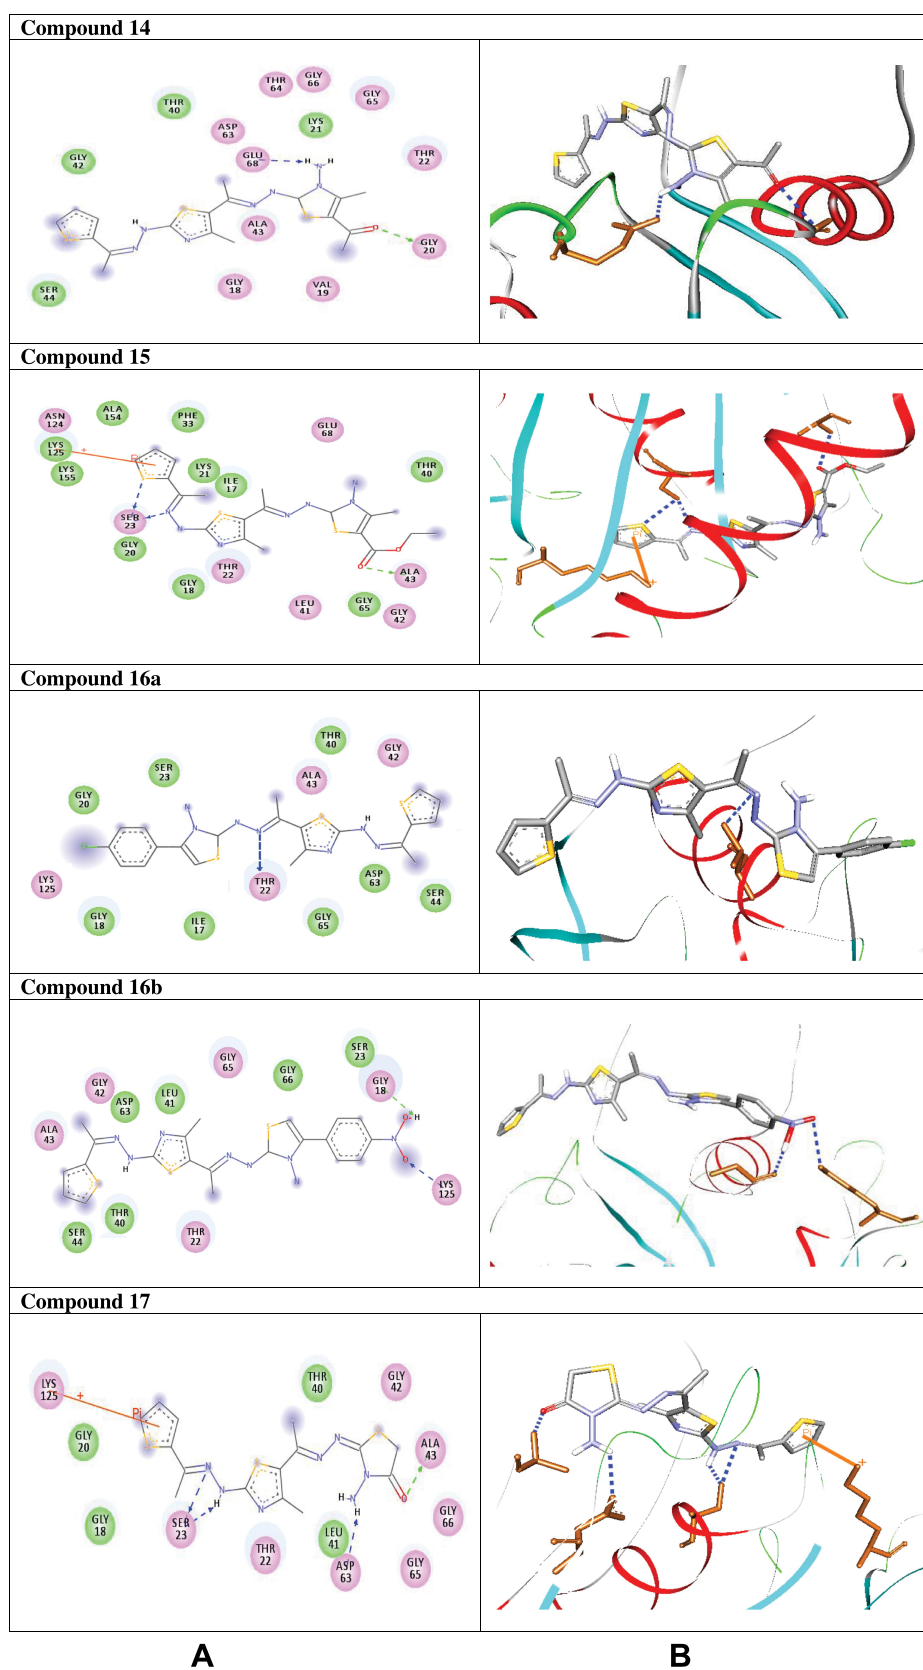 Compound 14
THR 64
GLY 66
GLY 65
THR 40
LYS 21
ASP 63
GLU 68
THR 22
GLY 42
H
N
H
S
N
N
H
N
S
N
N
N
N
S
O
ALA 43
GLY 20
SER 44
GLY 18
VAL 19
Compound 15
ASN 124
ALA 154
PHE 33
GLU 68
LYS 125
+
Pi
LYS 155
LYS 21
ILE 17
THR 40
SER 23
GLY 20
THR 22
GLY 18
ALA 43
LEU 41
GLY 65
GLY 42
Pi
+
Compound 16a
THR 40
GLY 42
SER 23
ALA 43
GLY 20
LYS 125
THR 22
ASP 63
SER 44
GLY 18
ILE 17
GLY 65
Compound 16b
SER 23
GLY 65
GLY 66
GLY 18
GLY 42
ASP 63
LEU 41
ALA 43
O-H
LYS 125
THR 40
SER 44
THR 22
Compound 17
LYS 125
+
Pi
THR 40
GLY 42
GLY 20
ALA 43
GLY 18
SER 23
THR 22
LEU 41
ASP 63
GLY 66
GLY 65
Pi
+
A
B